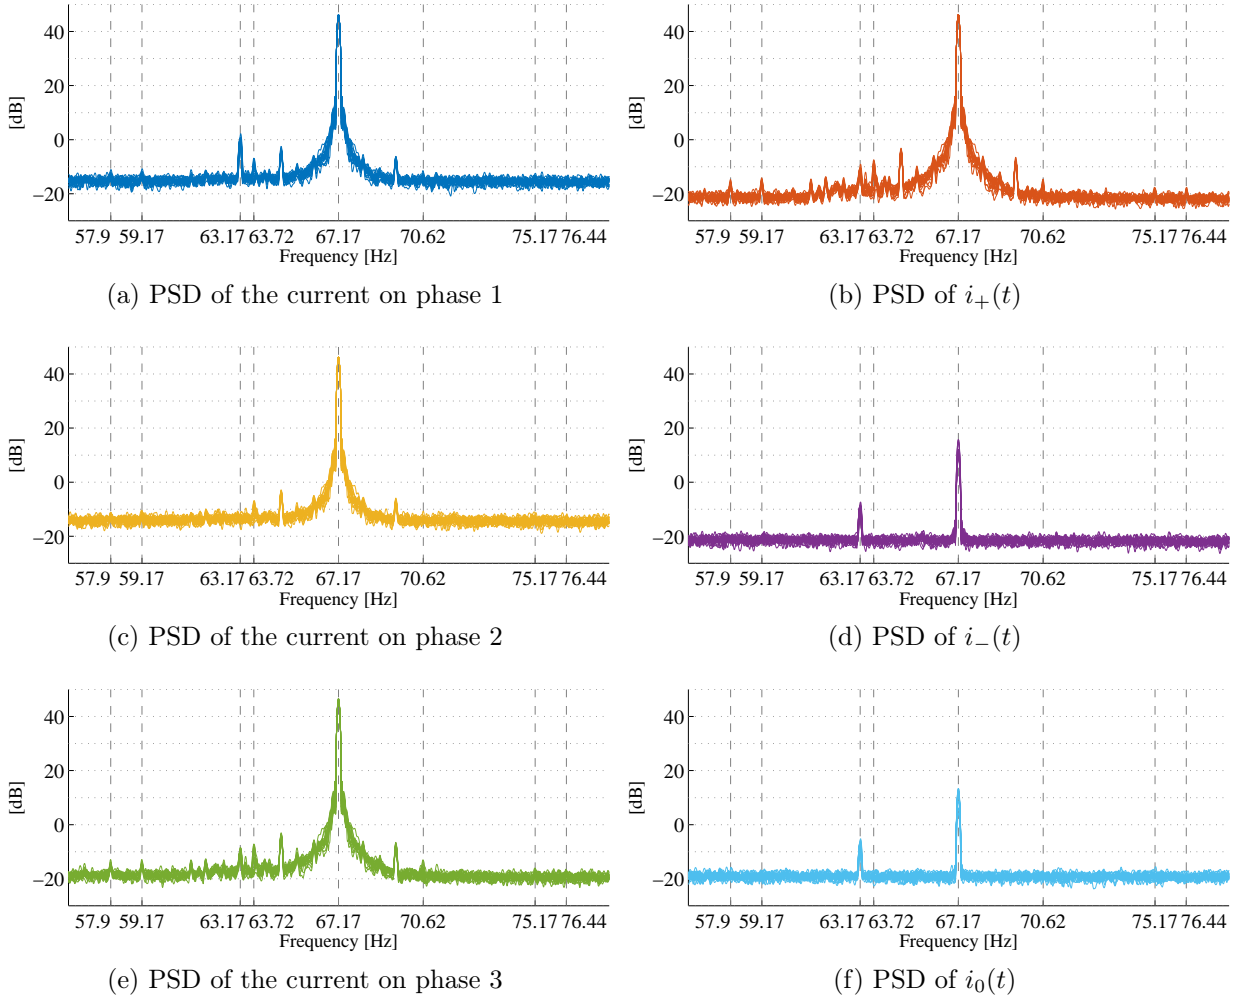 40
20
0
−20
[dB]
57.9 59.17 63.17 63.72 67.17 70.62 75.17 76.44
Frequency [Hz]
(a) PSD of the current on phase 1
40
20
0
−20
[dB]
57.9 59.17 63.17 63.72 67.17 70.62 75.17 76.44
Frequency [Hz]
(b) PSD of i₊(t)
40
20
0
−20
[dB]
57.9 59.17 63.17 63.72 67.17 70.62 75.17 76.44
Frequency [Hz]
(c) PSD of the current on phase 2
40
20
0
−20
[dB]
57.9 59.17 63.17 63.72 67.17 70.62 75.17 76.44
Frequency [Hz]
(d) PSD of i₋(t)
40
20
0
−20
[dB]
57.9 59.17 63.17 63.72 67.17 70.62 75.17 76.44
Frequency [Hz]
(e) PSD of the current on phase 3
40
20
0
−20
[dB]
57.9 59.17 63.17 63.72 67.17 70.62 75.17 76.44
Frequency [Hz]
(f) PSD of i₀(t)